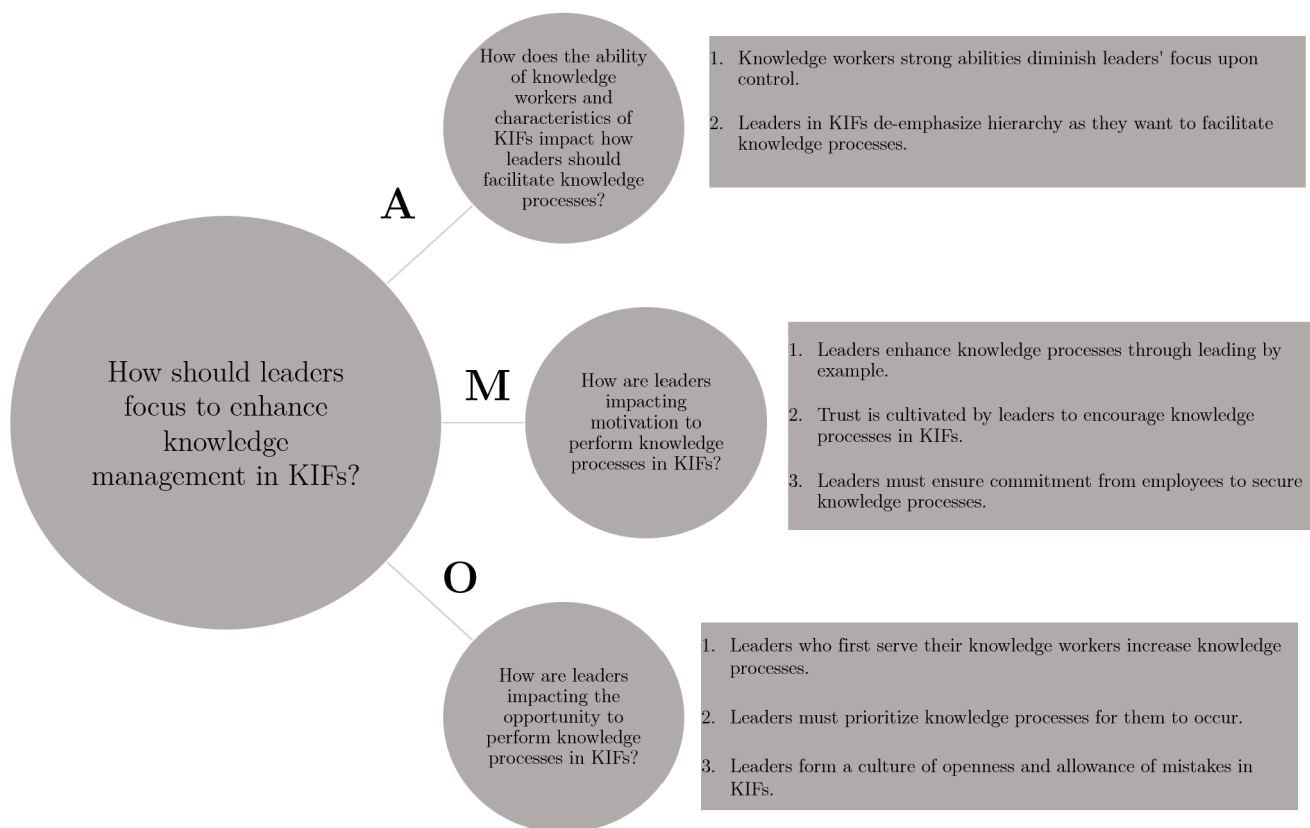 How should leaders
focus to enhance
knowledge
management in KIFs?
A
How does the ability
of knowledge
workers and
characteristics of
KIFs impact how
leaders should
facilitate knowledge
processes?
1. Knowledge workers strong abilities diminish leaders' focus upon
control.
2. Leaders in KIFs de-emphasize hierarchy as they want to facilitate
knowledge processes.
M
How are leaders
impacting
motivation to
perform knowledge
processes in KIFs?
1. Leaders enhance knowledge processes through leading by
example.
2. Trust is cultivated by leaders to encourage knowledge
processes in KIFs.
3. Leaders must ensure commitment from employees to secure
knowledge processes.
O
How are leaders
impacting the
opportunity to
perform knowledge
processes in KIFs?
1. Leaders who first serve their knowledge workers increase knowledge
processes.
2. Leaders must prioritize knowledge processes for them to occur.
3. Leaders form a culture of openness and allowance of mistakes in
KIFs.